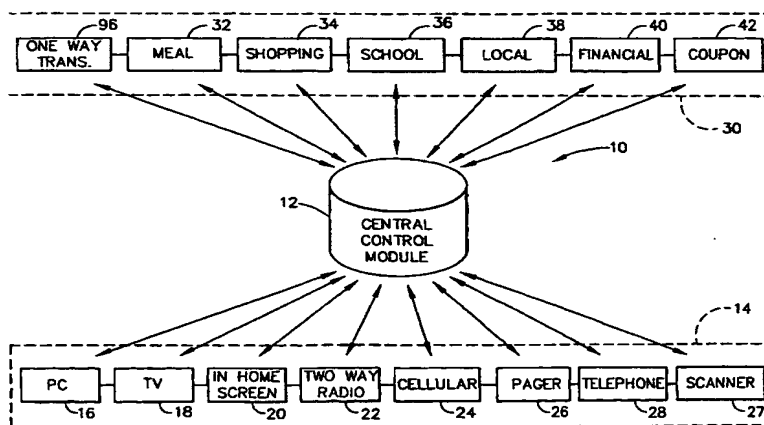 96 32 34 36 38 40 42
ONE WAY TRANS. MEAL SHOPPING SCHOOL LOCAL FINANCIAL COUPON
30
10
12
CENTRAL
CONTROL
MODULE
14
PC TV IN HOME SCREEN TWO WAY RADIO CELLULAR PAGER TELEPHONE SCANNER
16 18 20 22 24 26 28 27